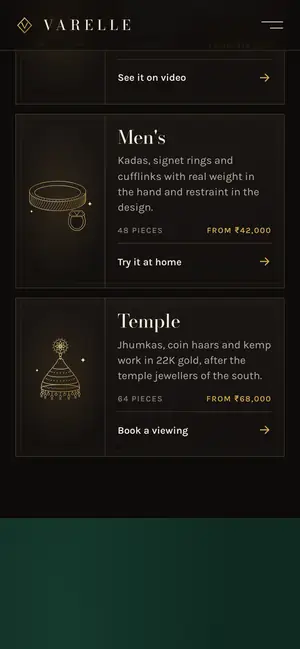 VARELLE
See it on video
Men's
Kadas, signet rings and
cufflinks with real weight in
the hand and restraint in the
design.
48 PIECES FROM ₹42,000
Try it at home
Temple
Jhumkas, coin haars and kemp
work in 22K gold, after the
temple jewellers of the south.
64 PIECES FROM ₹68,000
Book a viewing